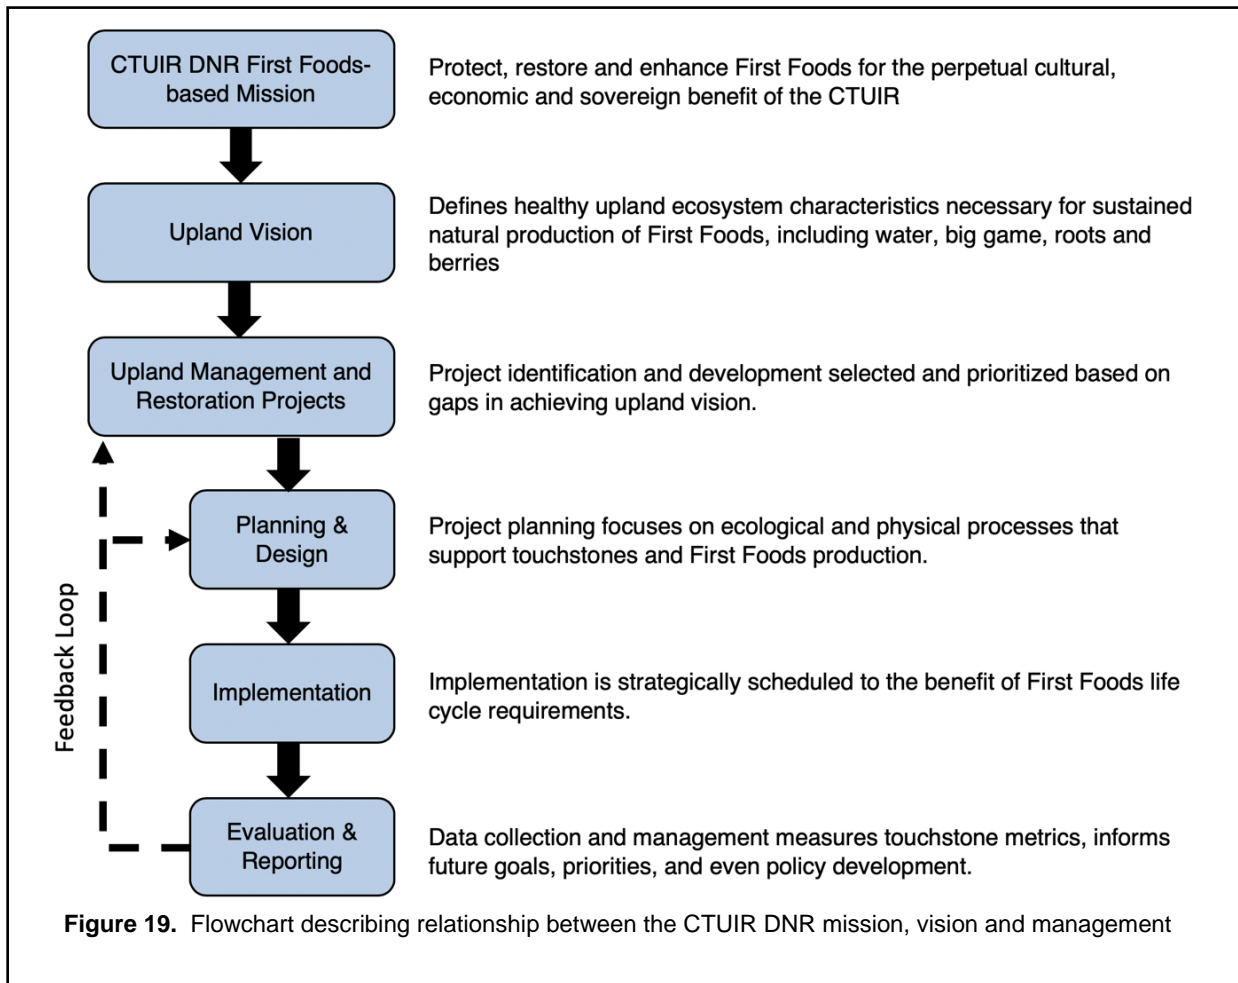 CTUIR DNR First Foods-
based Mission
Protect, restore and enhance First Foods for the perpetual cultural,
economic and sovereign benefit of the CTUIR
Upland Vision
Defines healthy upland ecosystem characteristics necessary for sustained
natural production of First Foods, including water, big game, roots and
berries
Upland Management and
Restoration Projects
Project identification and development selected and prioritized based on
gaps in achieving upland vision.
Planning &
Design
Project planning focuses on ecological and physical processes that
support touchstones and First Foods production.
Feedback Loop
Implementation
Implementation is strategically scheduled to the benefit of First Foods life
cycle requirements.
Evaluation &
Reporting
Data collection and management measures touchstone metrics, informs
future goals, priorities, and even policy development.
Figure 19. Flowchart describing relationship between the CTUIR DNR mission, vision and management